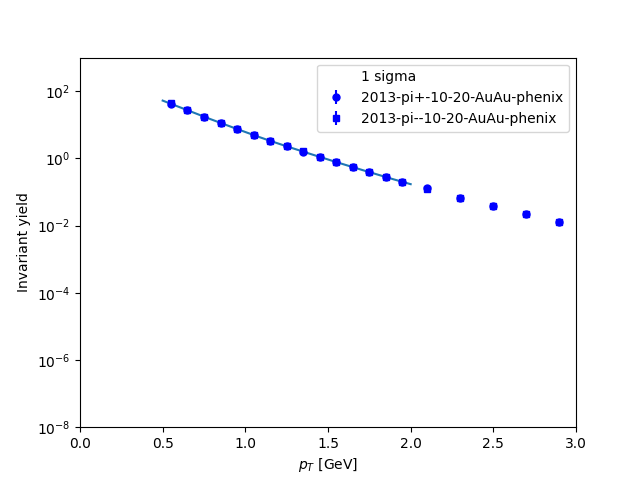 1 sigma
2013-pi+-10-20-AuAu-phenix
2013-pi--10-20-AuAu-phenix
Invariant yield
10²
10⁰
10⁻²
10⁻⁴
10⁻⁶
10⁻⁸
0.0 0.5 1.0 1.5 2.0 2.5 3.0
p_T [GeV]